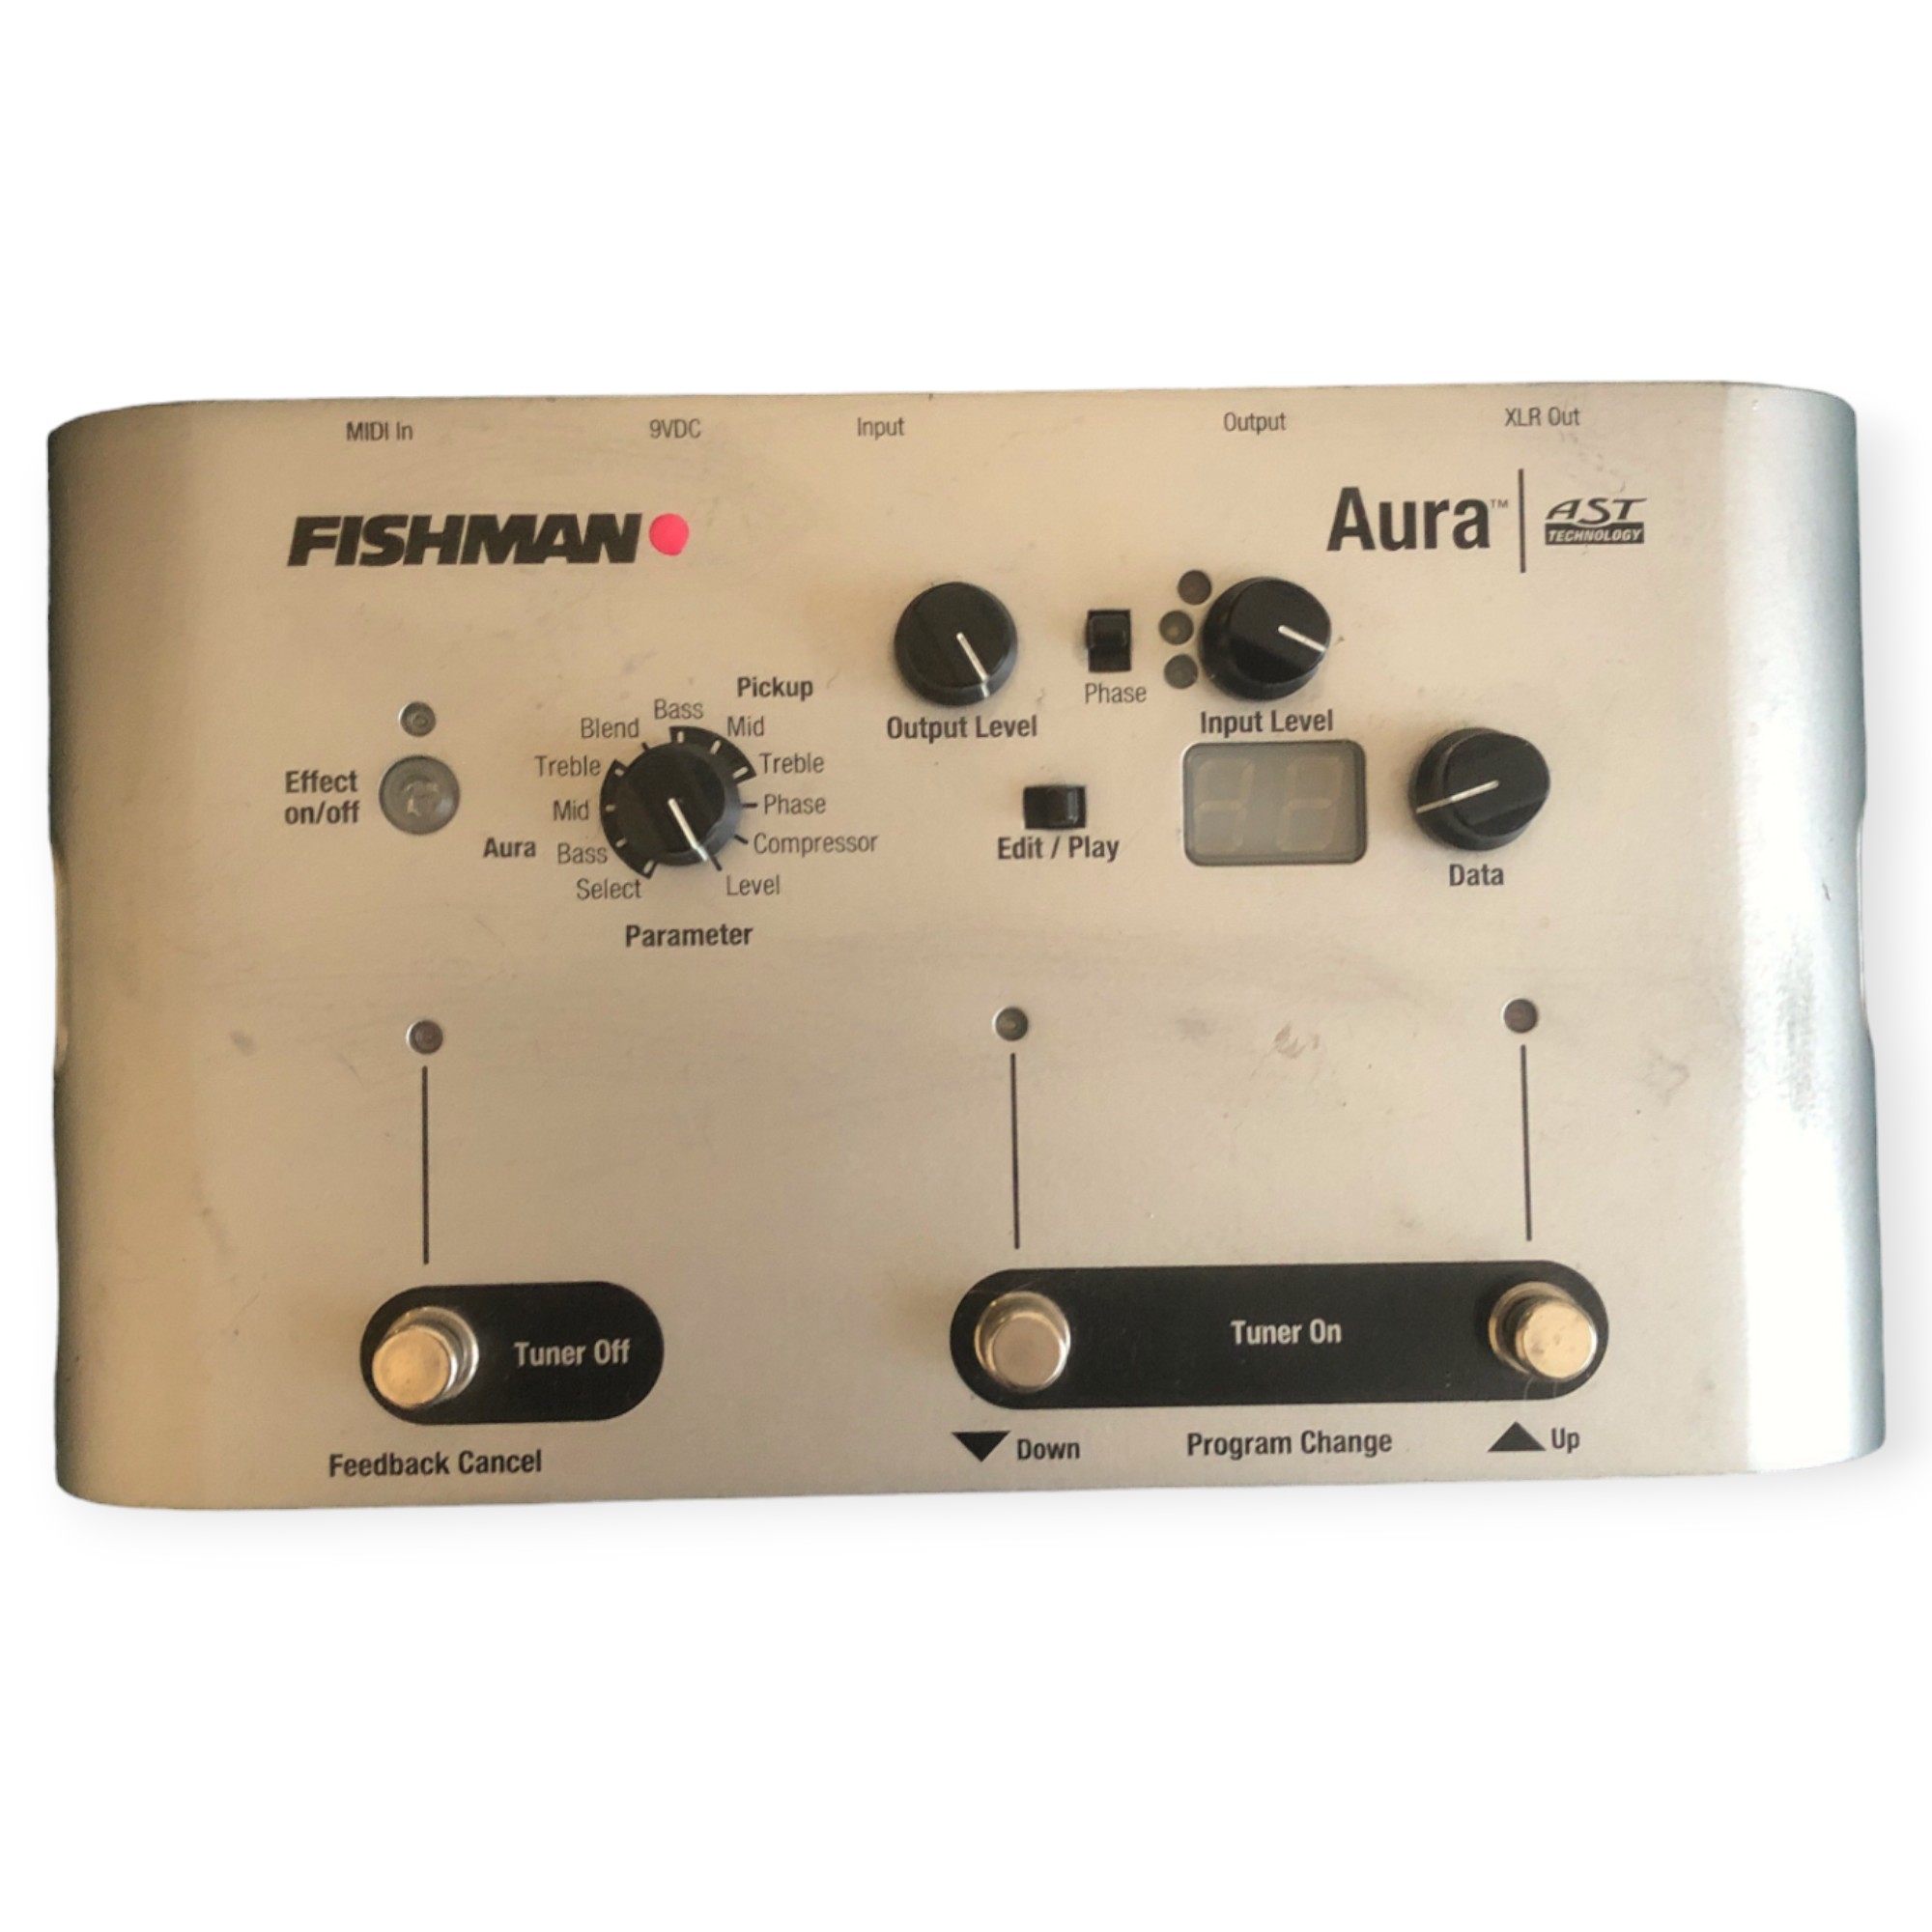 MIDI In
9VDC
Input
Output
XLR Out
FISHMAN
Aura™
AST
TECHNOLOGY
Output Level
Phase
Input Level
Effect
on/off
Pickup
Bass
Mid
Treble
Phase
Compressor
Level
Blend
Treble
Mid
Bass
Select
Aura
Parameter
Edit / Play
Data
Tuner Off
Feedback Cancel
Tuner On
Down
Program Change
Up